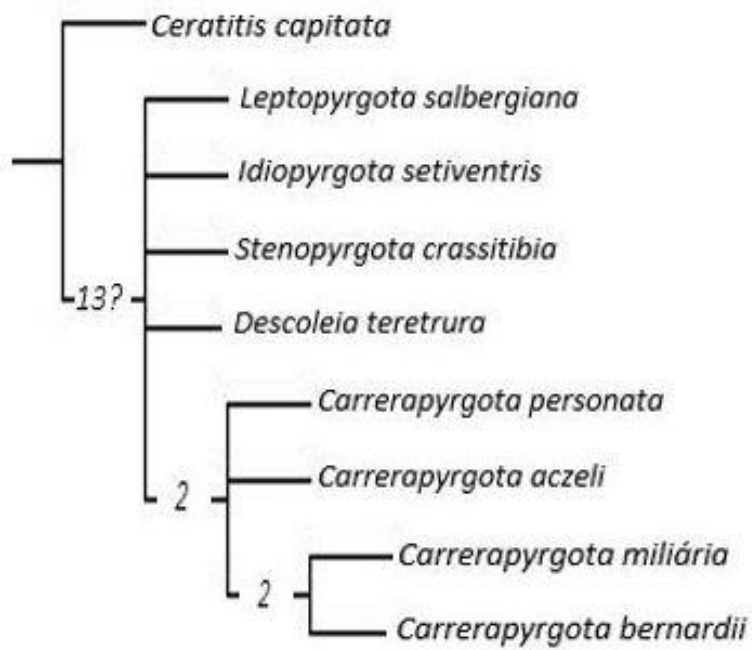 Ceratitis capitata
Leptopyrgota salbergiana
Idiopyrgota setiventris
Stenopyrgota crassitibia
13?
Descoleia teretrura
Carrerapyrgota personata
Carrerapyrgota aczeli
2
Carrerapyrgota miliária
2
Carrerapyrgota bernardii